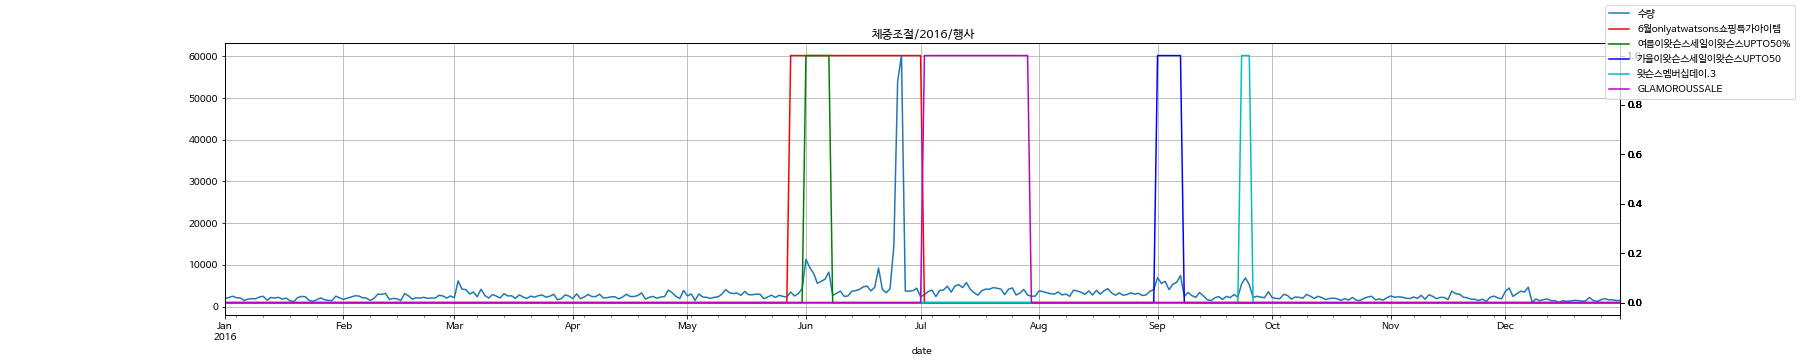 체중조절/2016/행사
수량
6월onlyatwatsons쇼핑특가아이템
여름이왓슨스세일이왓슨스UPTO50%
가을이왓슨스세일이왓슨스UPTO50
왓슨스멤버십데이.3
GLAMOROUSSALE
60000
50000
40000
30000
20000
10000
0
1.0
0.8
0.6
0.4
0.2
0.0
Jan Feb Mar Apr May Jun Jul Aug Sep Oct Nov Dec
2016
date